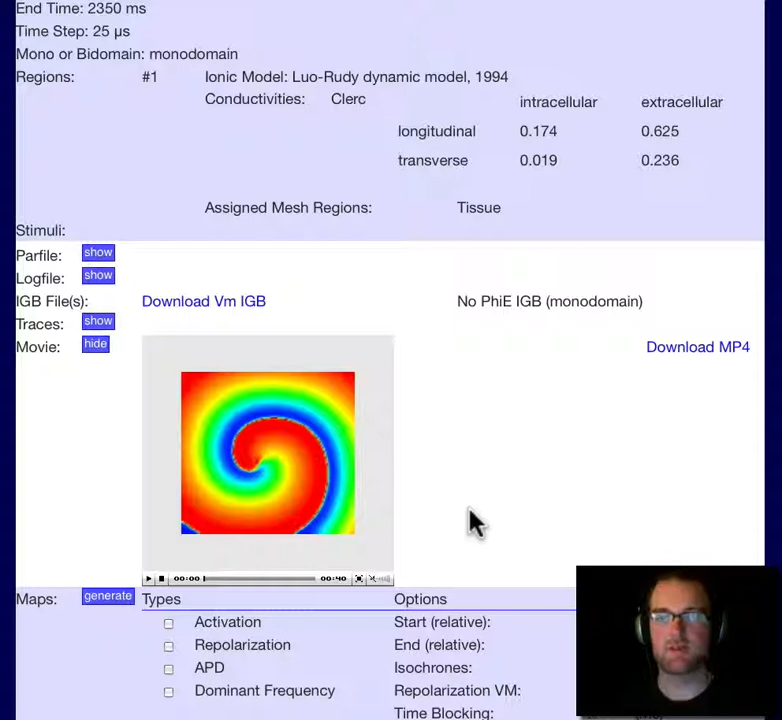 End Time: 2350 ms
Time Step: 25 µs
Mono or Bidomain: monodomain
Regions: #1 Ionic Model: Luo-Rudy dynamic model, 1994
Conductivities: Clerc intracellular extracellular
longitudinal 0.174 0.625
transverse 0.019 0.236
Assigned Mesh Regions: Tissue
Stimuli:
Parfile: show
Logfile: show
IGB File(s): Download Vm IGB No PhiE IGB (monodomain)
Traces: show
Movie: hide Download MP4
00:00 00:40
Maps: generate Types Options
Activation Start (relative):
Repolarization End (relative):
APD Isochrones:
Dominant Frequency Repolarization VM:
Time Blocking: